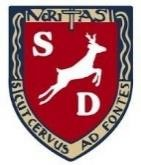 VERITAS
S
D
SICUT CERVUS AD FONTES